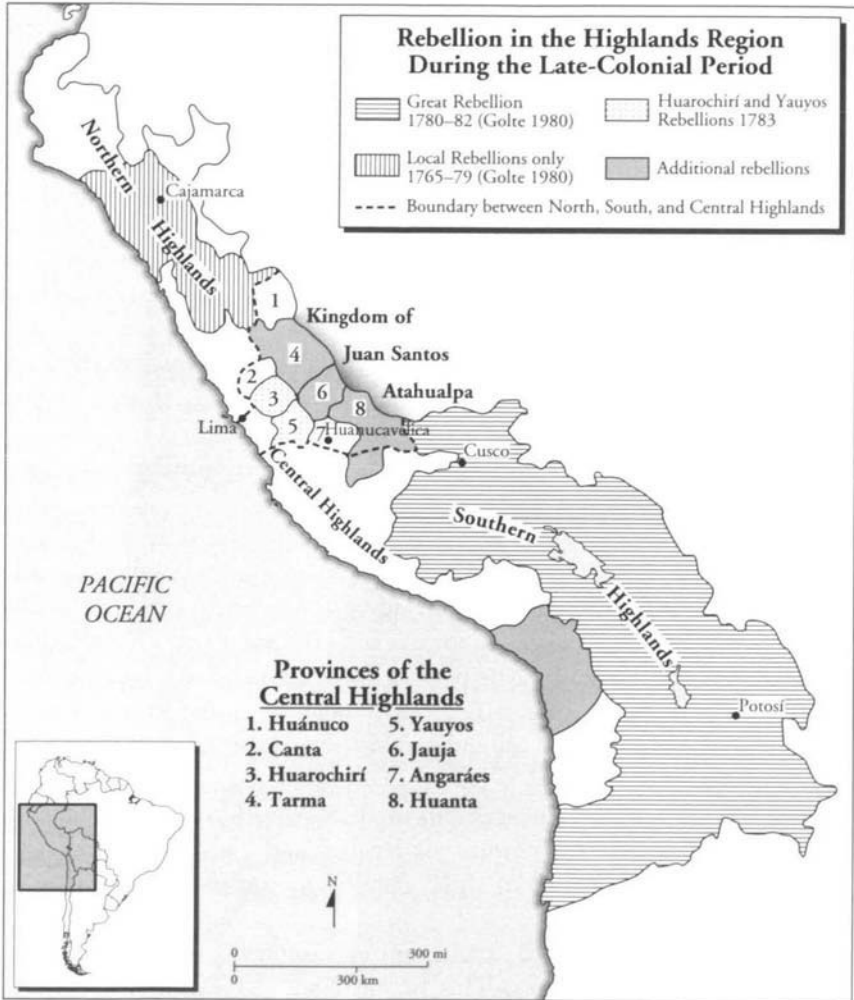 Rebellion in the Highlands Region
During the Late-Colonial Period
Great Rebellion
1780–82 (Golte 1980)
Huarochirí and Yauyos
Rebellions 1783
Local Rebellions only
1765–79 (Golte 1980)
Additional rebellions
Boundary between North, South, and Central Highlands
Northern
Highlands
Cajamarca
1
Kingdom of
Juan Santos
Atahualpa
4
2
6
3
8
5
7
Lima
Huanucavelica
Central Highlands
Cusco
Southern
Highlands
Potosí
PACIFIC
OCEAN
Provinces of the
Central Highlands
1. Huánuco
2. Canta
3. Huarochirí
4. Tarma
5. Yauyos
6. Jauja
7. Angaráes
8. Huanta
N
0 300 mi
0 300 km